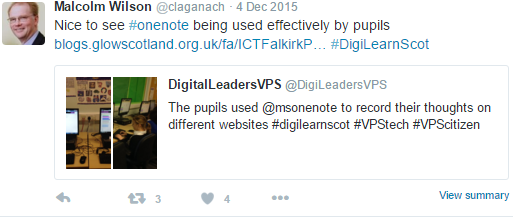 Malcolm Wilson @claganach · 4 Dec 2015
Nice to see #onenote being used effectively by pupils
blogs.glowscotland.org.uk/fa/ICTFalkirkP… #DigiLearnScot
DigitalLeadersVPS @DigiLeadersVPS
The pupils used @msonenote to record their thoughts on
different websites #digilearnscot #VPStech #VPScitizen
3 4 •••
View summary